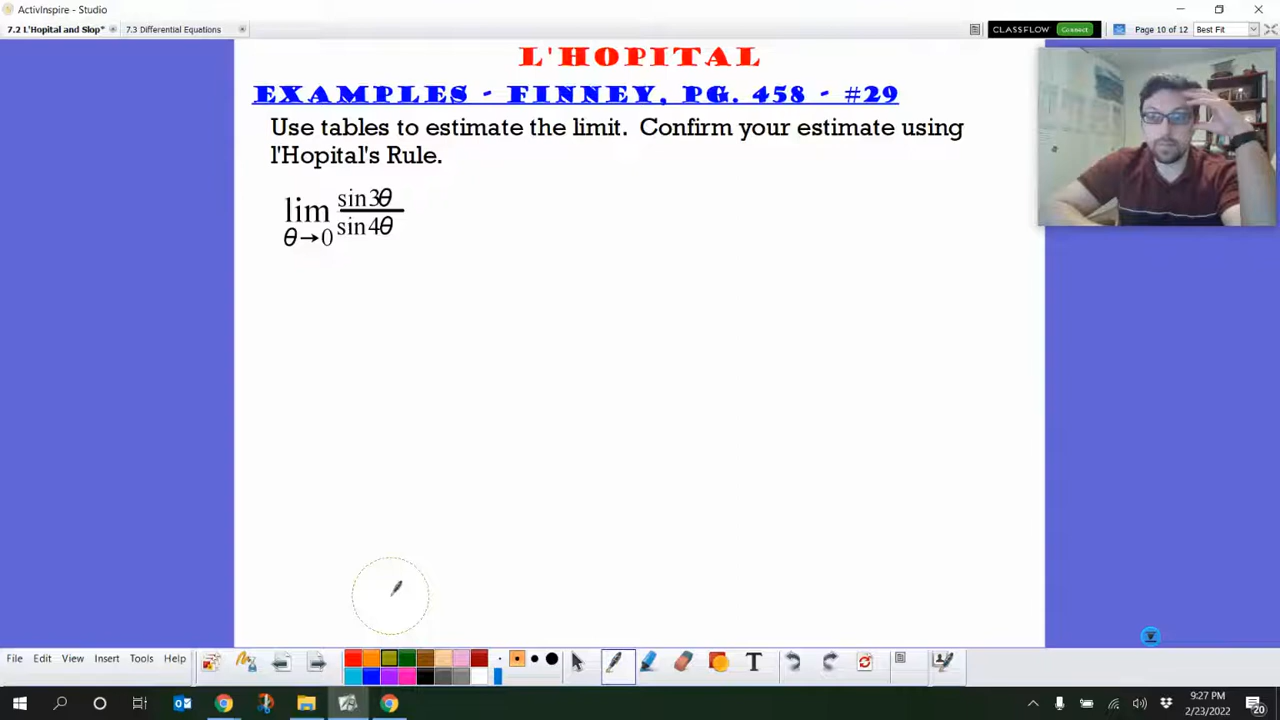 ActivInspire - Studio
7.2 L'Hopital and Slop* 7.3 Differential Equations CLASSFLOW Connect Page 10 of 12 Best Fit
L'HOPITAL
EXAMPLES - FINNEY, PG. 458 - #29
Use tables to estimate the limit. Confirm your estimate using
l'Hopital's Rule.
lim sin3θ
θ→0 sin4θ
File Edit View Insert Tools Help
9:27 PM
2/23/2022
20